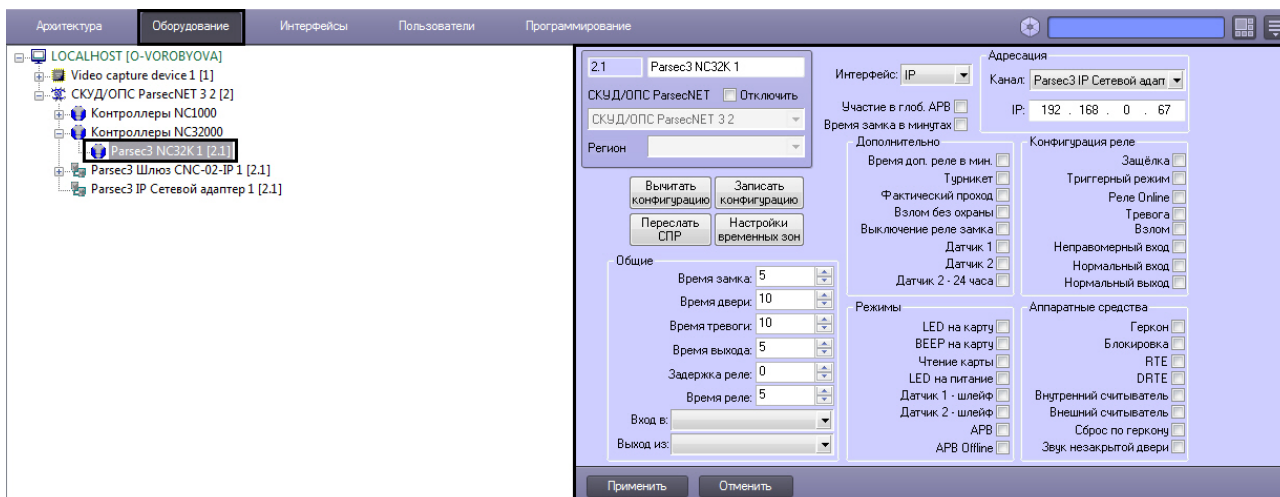 Архитектура Оборудование Интерфейсы Пользователи Программирование
LOCALHOST [O-VOROBYOVA]
Video capture device 1 [1]
СКУД/ОПС ParsecNET 3 2 [2]
Контроллеры NC1000
Контроллеры NC32000
Parsec3 NC32K 1 [2.1]
Parsec3 Шлюз CNC-02-IP 1 [2.1]
Parsec3 IP Сетевой адаптер 1 [2.1]
2.1 Parsec3 NC32K 1
СКУД/ОПС ParsecNET Отключить
СКУД/ОПС ParsecNET 3 2
Регион
Вычитать конфигурацию
Записать конфигурацию
Переслать СПР
Настройки временных зон
Общие
Время замка: 5
Время двери: 10
Время тревоги: 10
Время выхода: 5
Задержка реле: 0
Время реле: 5
Вход в:
Выход из:
Интерфейс: IP
Участие в глоб. APB
Время замка в минутах
Адресация
Канал: Parsec3 IP Сетевой адап
IP: 192 . 168 . 0 . 67
Дополнительно
Время доп. реле в мин.
Турникет
Фактический проход
Взлом без охраны
Выключение реле замка
Датчик 1
Датчик 2
Датчик 2 - 24 часа
Конфигурация реле
Защёлка
Триггерный режим
Реле Online
Тревога
Взлом
Неправомерный вход
Нормальный вход
Нормальный выход
Режимы
LED на карту
BEEP на карту
Чтение карты
LED на питание
Датчик 1 - шлейф
Датчик 2 - шлейф
APB
APB Offline
Аппаратные средства
Геркон
Блокировка
RTE
DRTE
Внутренний считыватель
Внешний считыватель
Сброс по геркону
Звук незакрытой двери
Применить Отменить